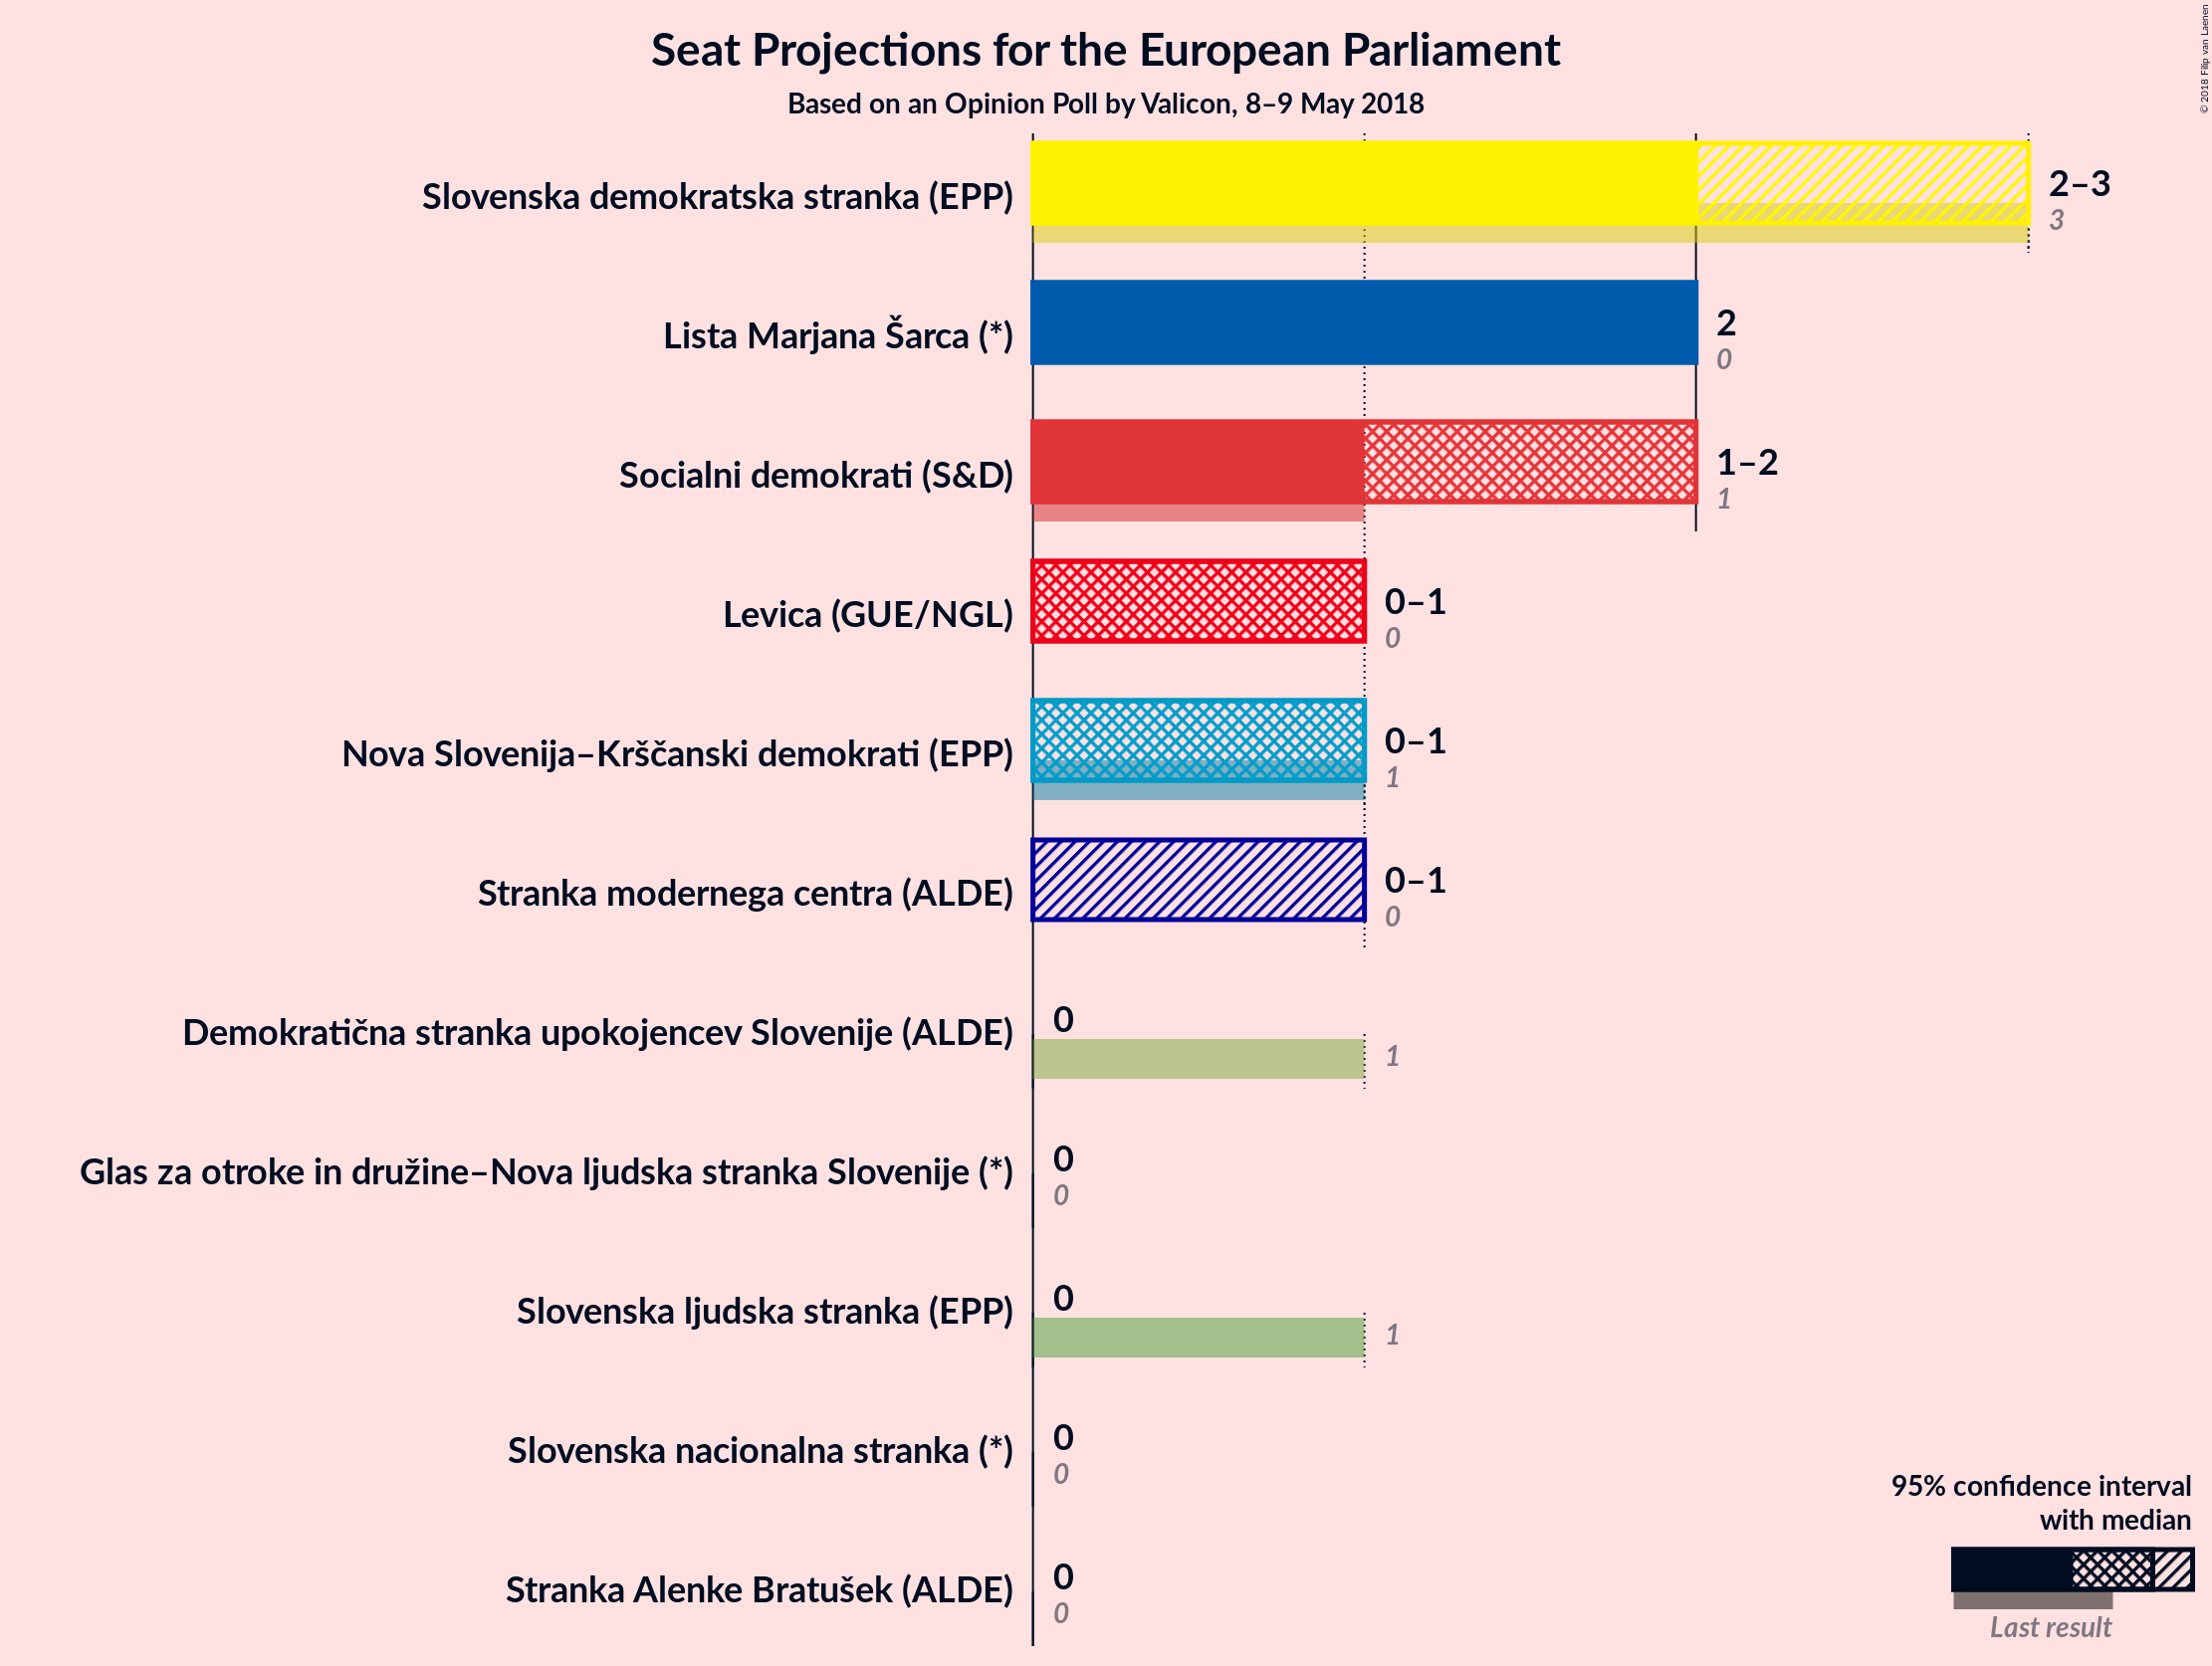 Seat Projections for the European Parliament
Based on an Opinion Poll by Valicon, 8–9 May 2018
© 2018 Filip van Laenen
Slovenska demokratska stranka (EPP)
2–3
3
Lista Marjana Šarca (*)
2
0
Socialni demokrati (S&D)
1–2
1
Levica (GUE/NGL)
0–1
0
Nova Slovenija–Krščanski demokrati (EPP)
0–1
1
Stranka modernega centra (ALDE)
0–1
0
Demokratična stranka upokojencev Slovenije (ALDE)
0
1
Glas za otroke in družine–Nova ljudska stranka Slovenije (*)
0
0
Slovenska ljudska stranka (EPP)
0
1
Slovenska nacionalna stranka (*)
0
0
Stranka Alenke Bratušek (ALDE)
0
0
95% confidence interval
with median
Last result